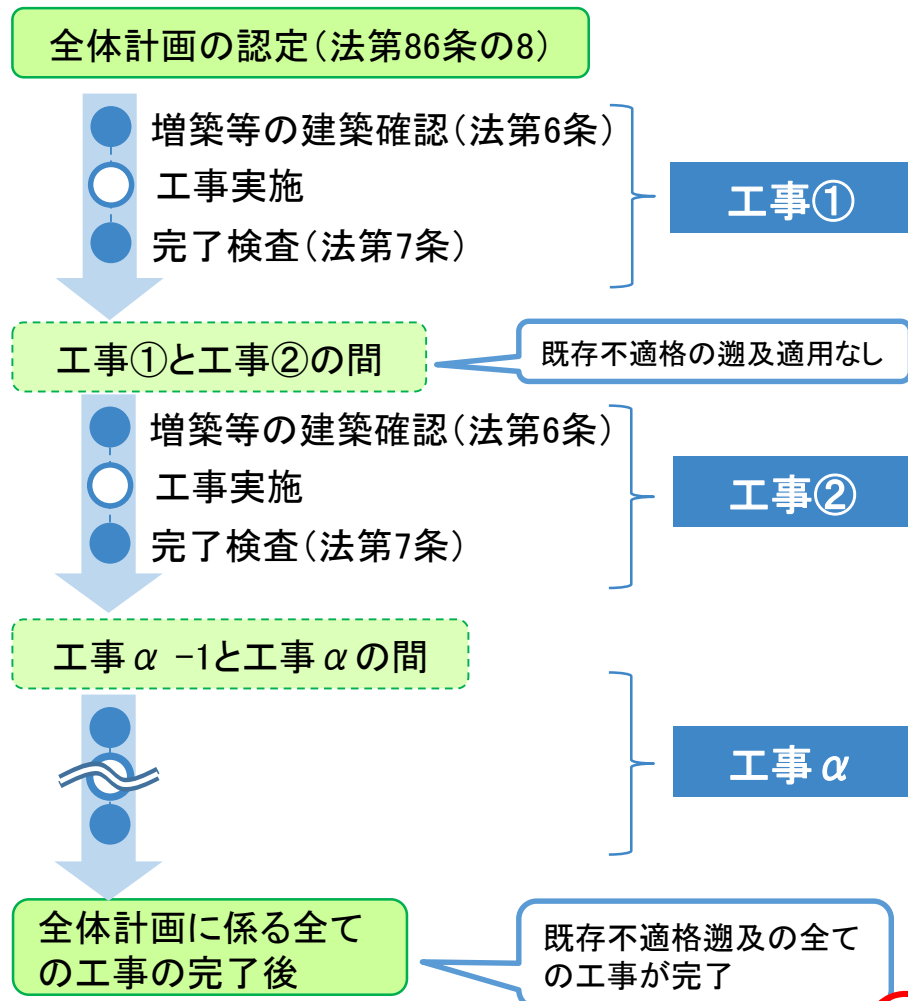 全体計画の認定(法第86条の8)
増築等の建築確認(法第6条)
工事実施
完了検査(法第7条)
工事①
工事①と工事②の間
既存不適格の遡及適用なし
増築等の建築確認(法第6条)
工事実施
完了検査(法第7条)
工事②
工事α-1と工事αの間
工事α
全体計画に係る全て
の工事の完了後
既存不適格遡及の全て
の工事が完了